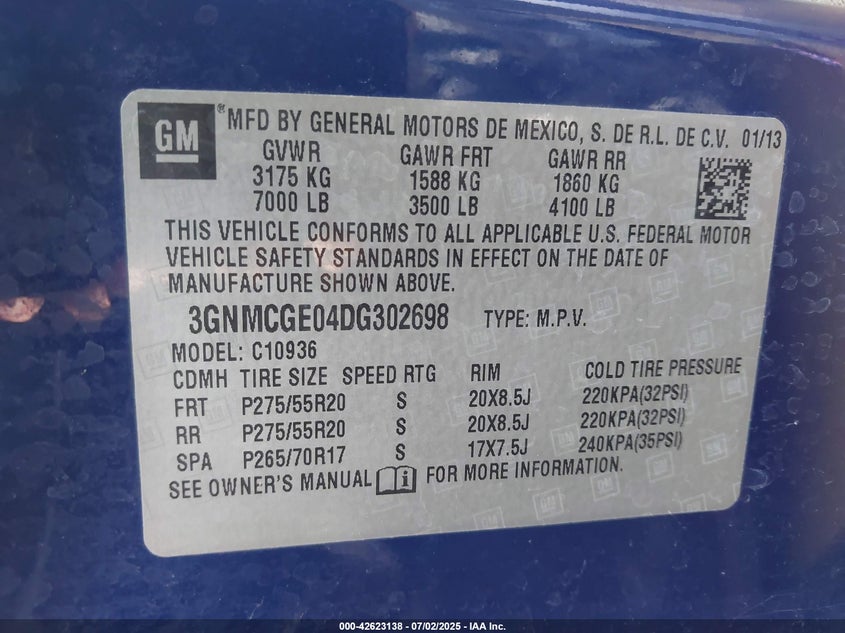 GM ® MFD BY GENERAL MOTORS DE MEXICO, S. DE R.L. DE C.V. 01/13
GVWR GAWR FRT GAWR RR
3175 KG 1588 KG 1860 KG
7000 LB 3500 LB 4100 LB
THIS VEHICLE CONFORMS TO ALL APPLICABLE U.S. FEDERAL MOTOR
VEHICLE SAFETY STANDARDS IN EFFECT ON THE DATE OF
MANUFACTURE SHOWN ABOVE.
3GNMCGE04DG302698 TYPE: M.P.V.
MODEL: C10936
CDMH TIRE SIZE SPEED RTG RIM COLD TIRE PRESSURE
FRT P275/55R20 S 20X8.5J 220KPA(32PSI)
RR P275/55R20 S 20X8.5J 220KPA(32PSI)
SPA P265/70R17 S 17X7.5J 240KPA(35PSI)
SEE OWNER'S MANUAL i FOR MORE INFORMATION.
000-42623138 - 07/02/2025 - IAA Inc.